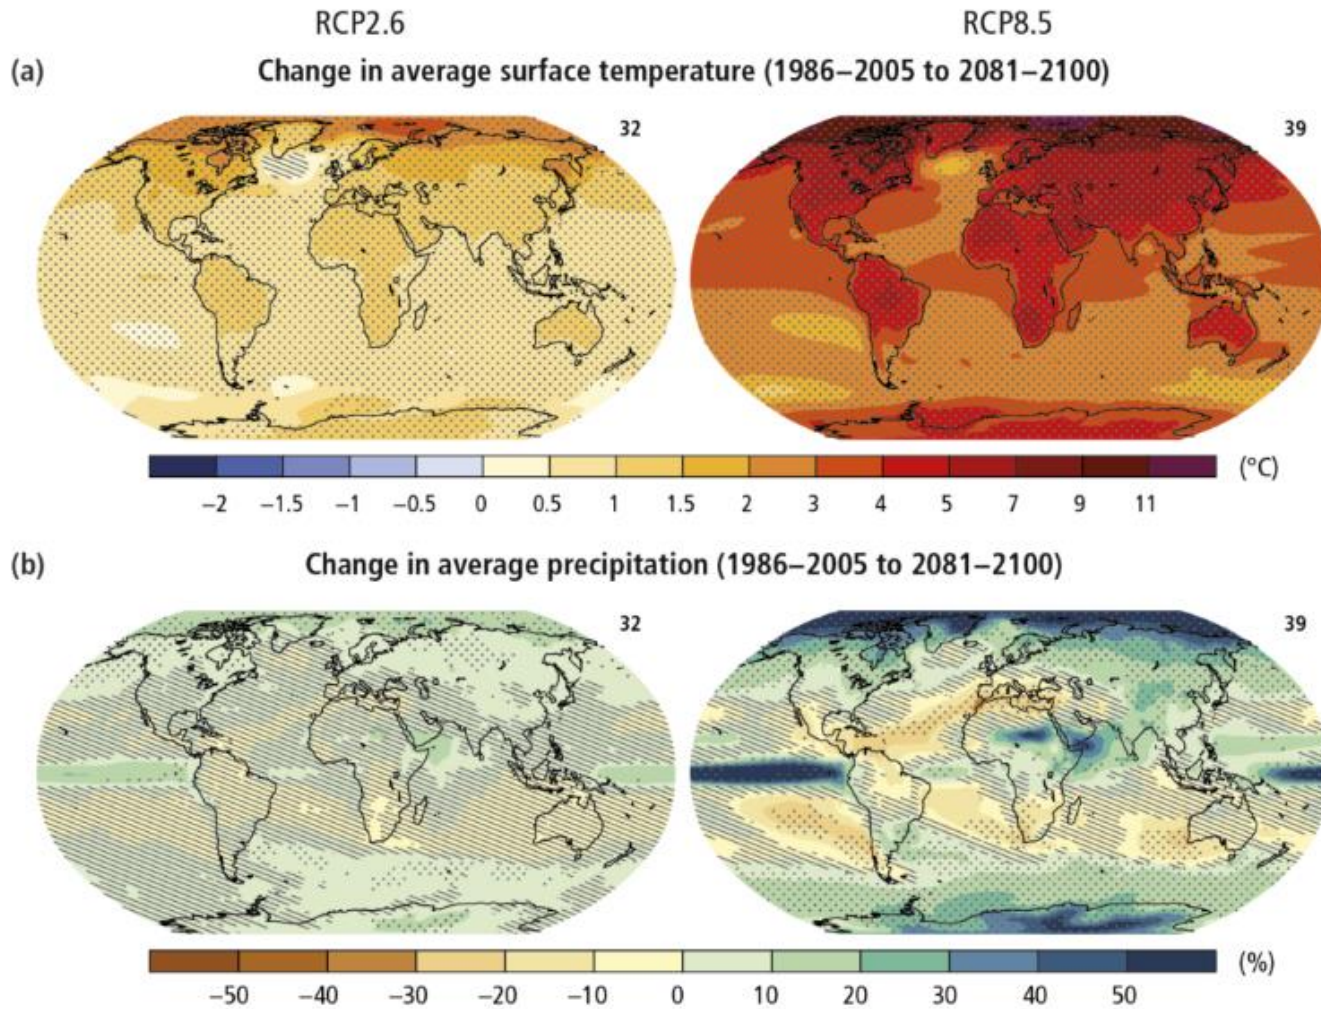 RCP2.6 RCP8.5
(a) Change in average surface temperature (1986–2005 to 2081–2100)
32 39
(°C)
−2 −1.5 −1 −0.5 0 0.5 1 1.5 2 3 4 5 7 9 11
(b) Change in average precipitation (1986–2005 to 2081–2100)
32 39
(%)
−50 −40 −30 −20 −10 0 10 20 30 40 50